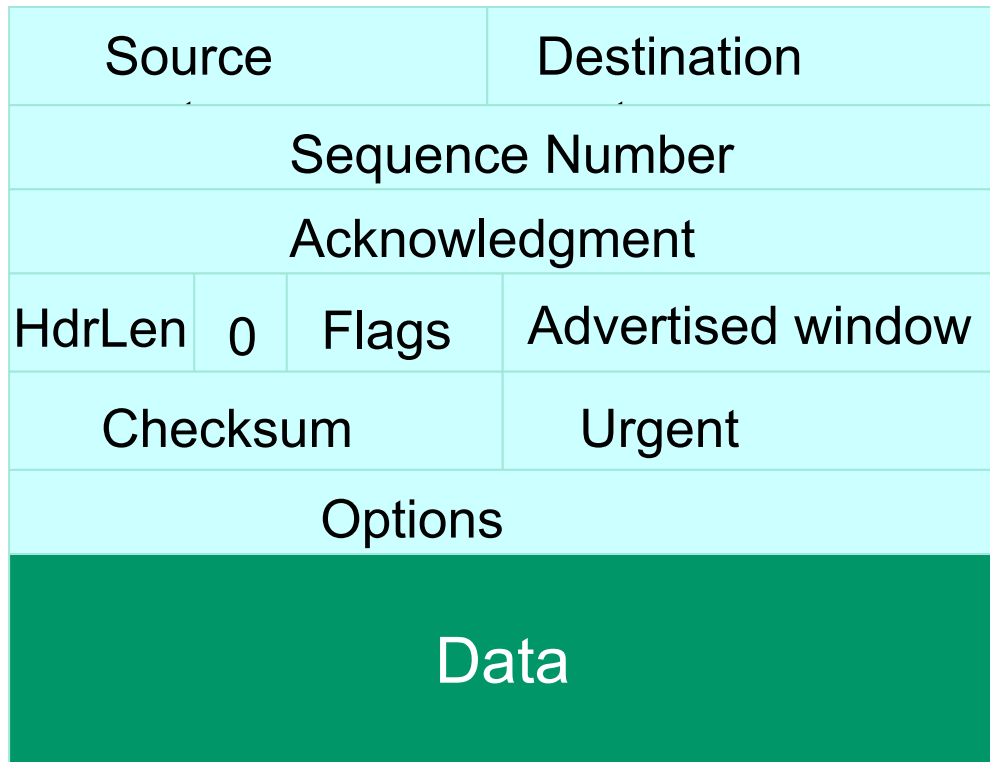 Source
Destination
Sequence Number
Acknowledgment
HdrLen
0
Flags
Advertised window
Checksum
Urgent
Options
Data